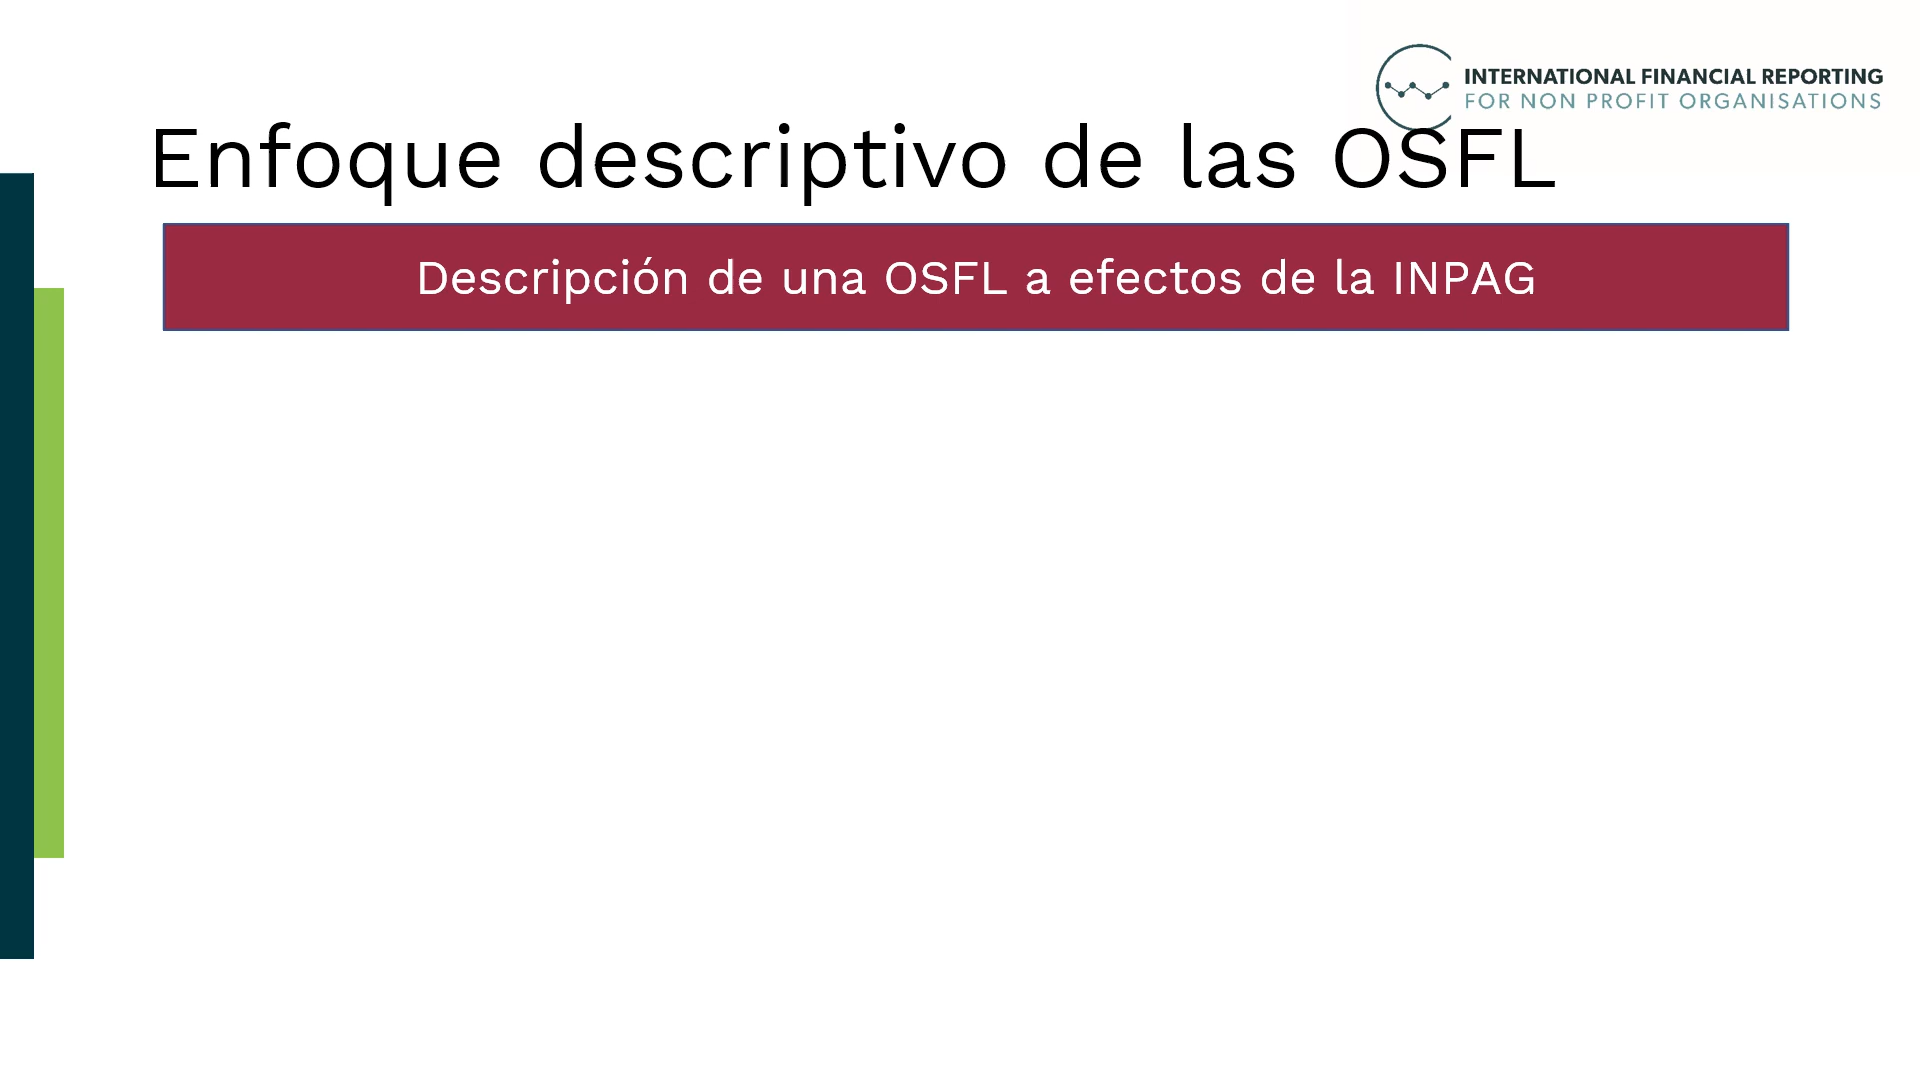 INTERNATIONAL FINANCIAL REPORTING
FOR NON PROFIT ORGANISATIONS
Enfoque descriptivo de las OSFL
Descripción de una OSFL a efectos de la INPAG